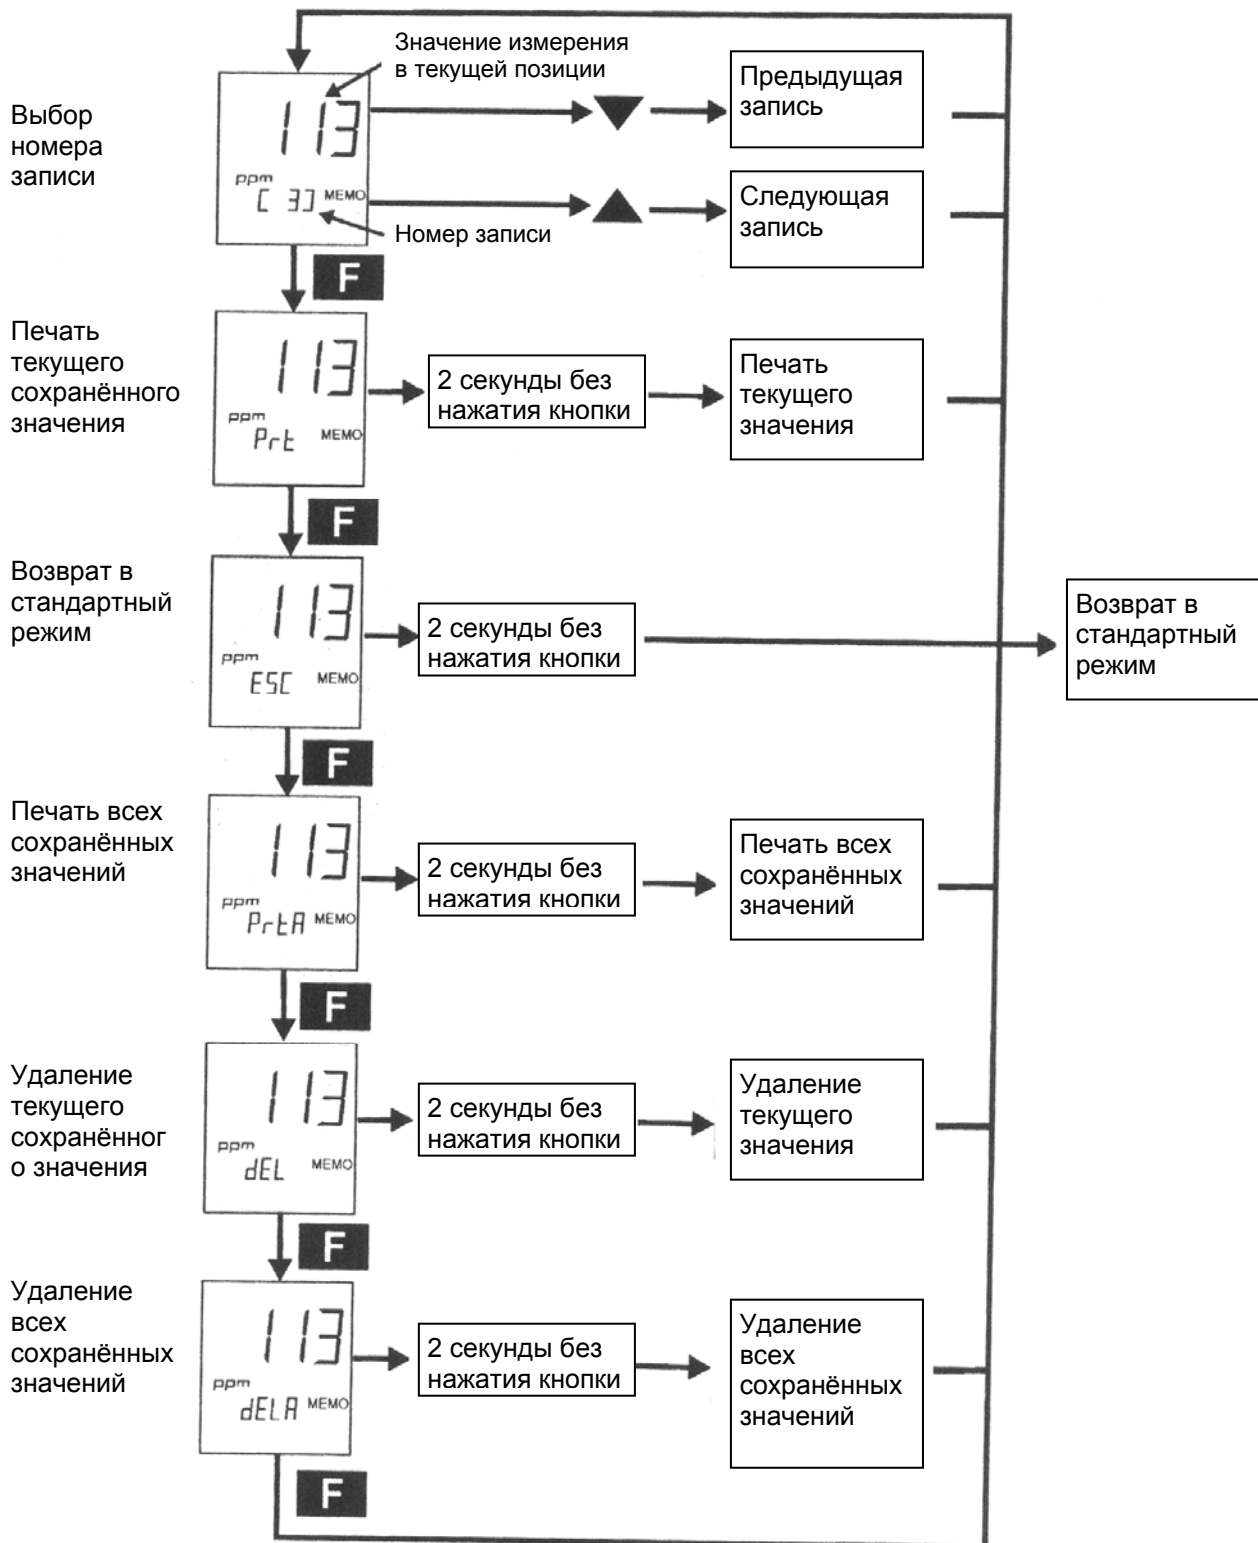 Значение измерения
в текущей позиции
Выбор
номера
записи
113
ppm
[ 3] MEMO
Номер записи
Предыдущая
запись
Следующая
запись
F
Печать
текущего
сохранённого
значения
113
ppm
Prt MEMO
2 секунды без
нажатия кнопки
Печать
текущего
значения
F
Возврат в
стандартный
режим
113
ppm
ESC MEMO
2 секунды без
нажатия кнопки
Возврат в
стандартный
режим
F
Печать всех
сохранённых
значений
113
ppm
PrtA MEMO
2 секунды без
нажатия кнопки
Печать всех
сохранённых
значений
F
Удаление
текущего
сохранённог
о значения
113
ppm
dEL MEMO
2 секунды без
нажатия кнопки
Удаление
текущего
значения
F
Удаление
всех
сохранённых
значений
113
ppm
dELA MEMO
2 секунды без
нажатия кнопки
Удаление
всех
сохранённых
значений
F